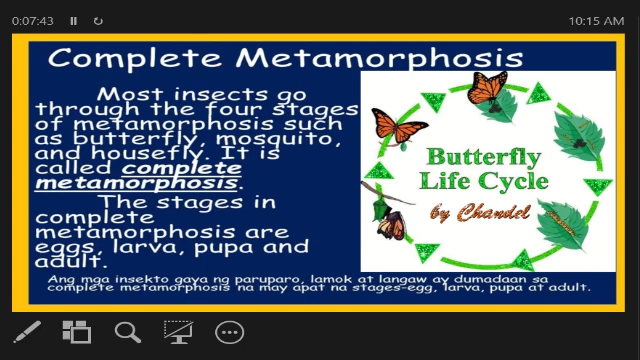 0:07:43
10:15 AM
Complete Metamorphosis
Most insects go
through the four stages
of metamorphosis such
as butterfly, mosquito,
and housefly. It is
called complete
metamorphosis.
The stages in
complete
metamorphosis are
eggs, larva, pupa and
adult.
Butterfly
Life Cycle
by Chandel
Ang mga insekto gaya ng paruparo, lamok at langaw ay dumadaan sa
complete metamorphosis na may apat na stages-egg, larva, pupa at adult.